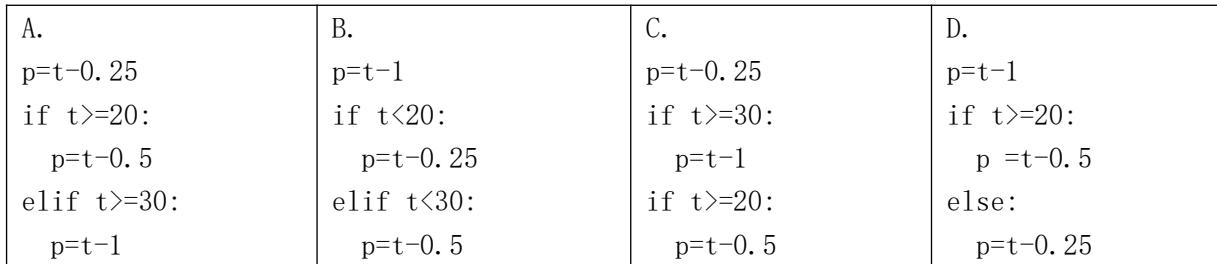 A.
p=t-0.25
if t>=20:
  p=t-0.5
elif t>=30:
  p=t-1
B.
p=t-1
if t<20:
  p=t-0.25
elif t<30:
  p=t-0.5
C.
p=t-0.25
if t>=30:
  p=t-1
if t>=20:
  p=t-0.5
D.
p=t-1
if t>=20:
  p =t-0.5
else:
  p=t-0.25